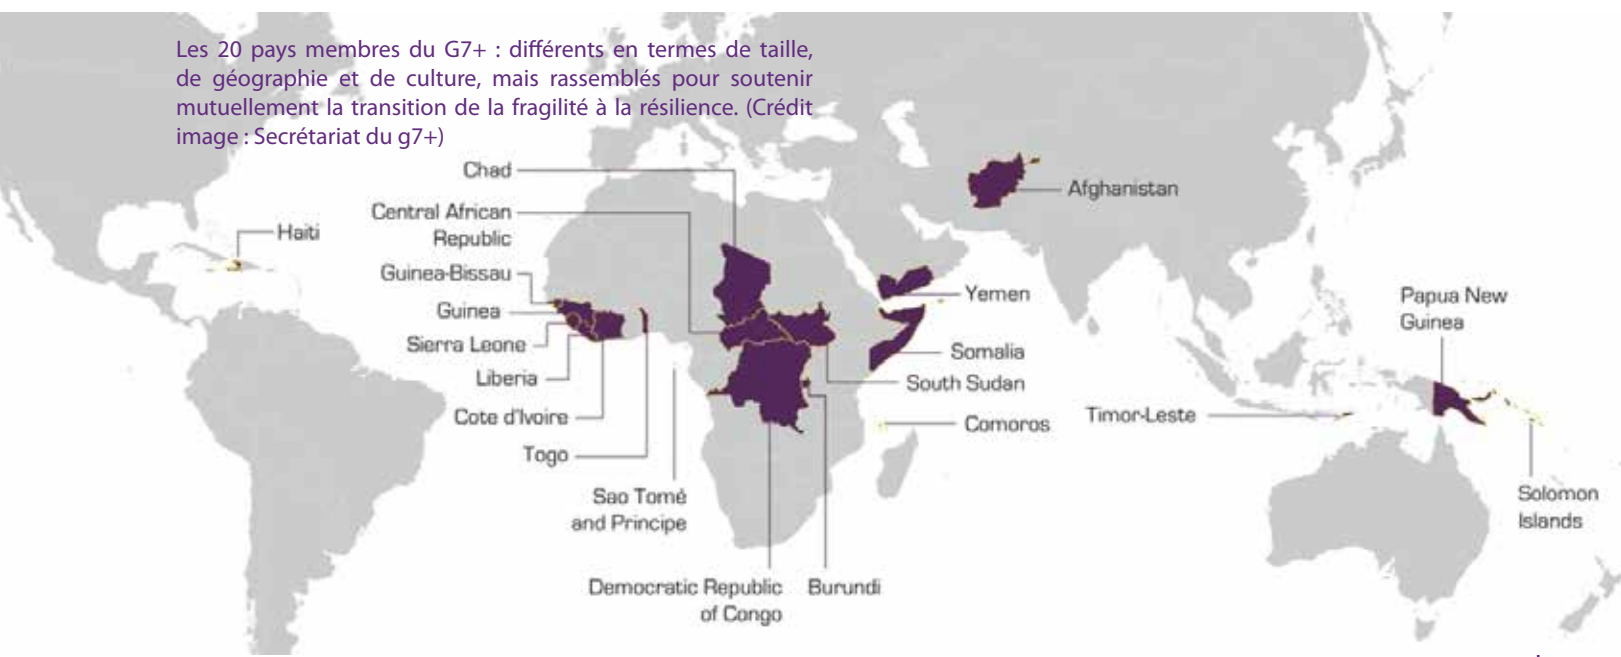 Les 20 pays membres du G7+ : différents en termes de taille,
de géographie et de culture, mais rassemblés pour soutenir
mutuellement la transition de la fragilité à la résilience. (Crédit
image : Secrétariat du g7+)
Chad
Central African
Republic
Haiti
Guinea-Bissau
Guinea
Sierra Leone
Liberia
Cote d'Ivoire
Togo
Sao Tomé
and Principe
Democratic Republic
of Congo
Burundi
Afghanistan
Yemen
Somalia
South Sudan
Comoros
Timor-Leste
Papua New
Guinea
Solomon
Islands